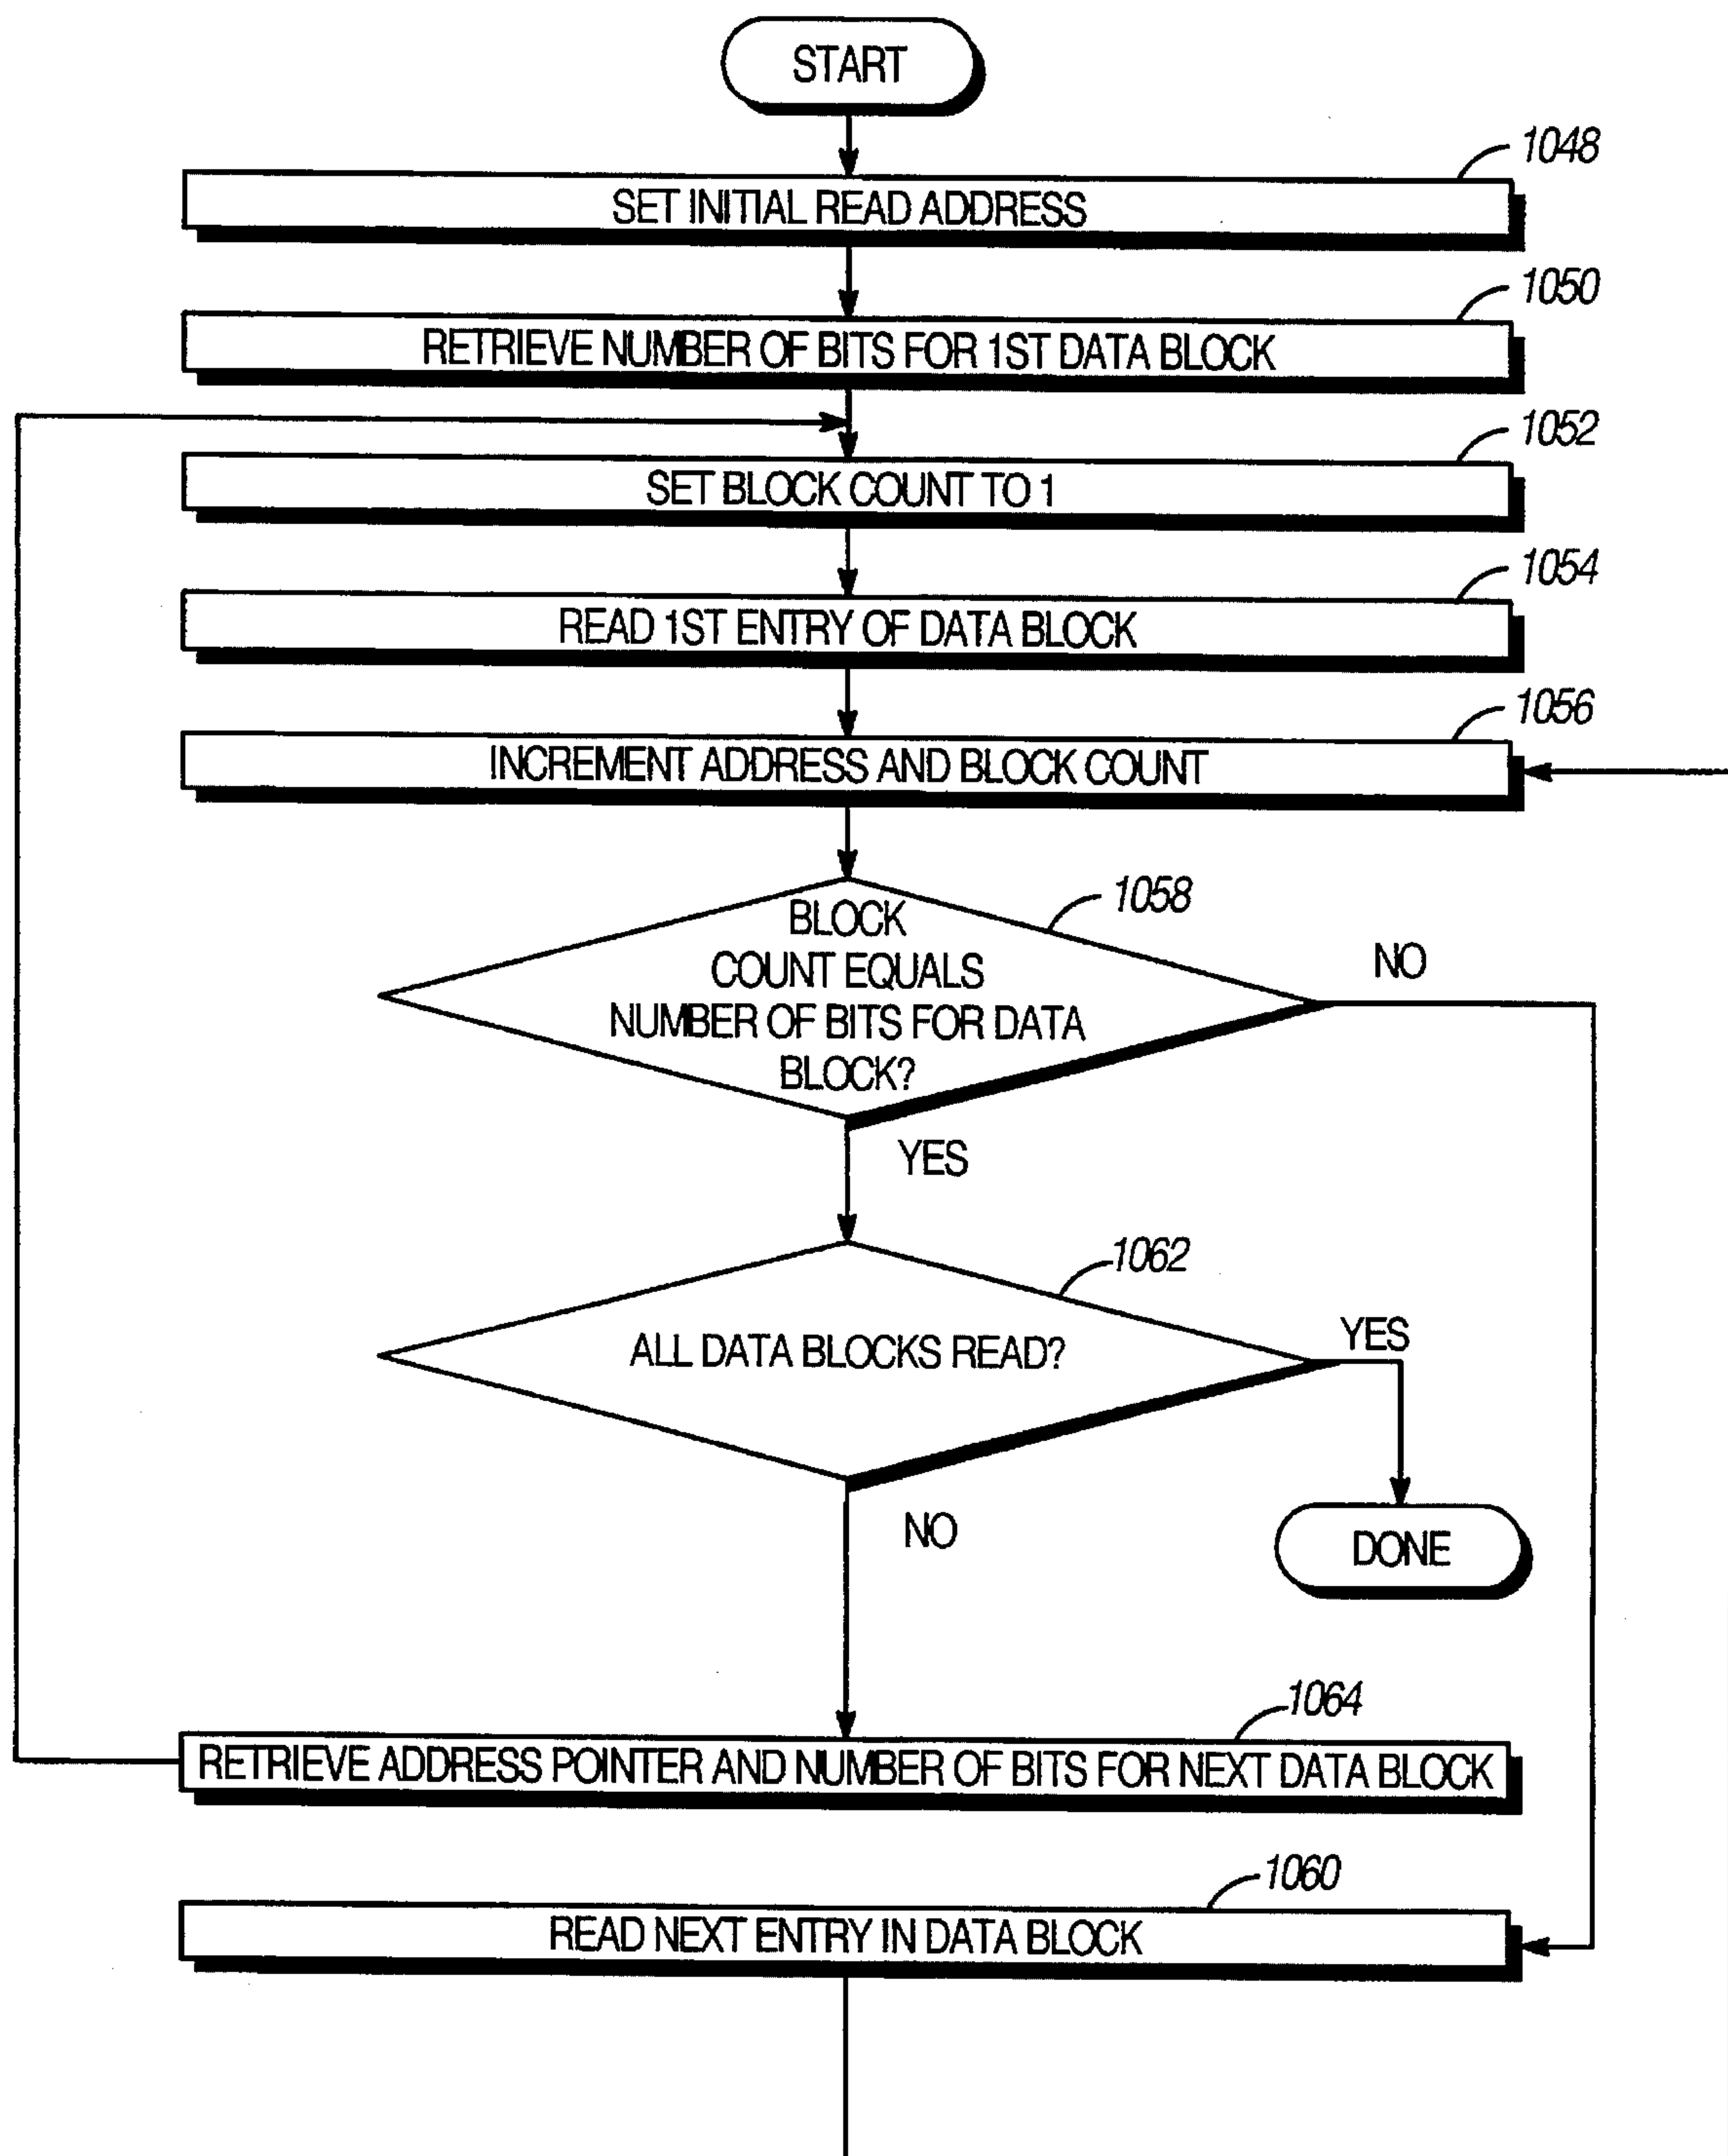 START
1048
SET INITIAL READ ADDRESS
1050
RETRIEVE NUMBER OF BITS FOR 1ST DATA BLOCK
1052
SET BLOCK COUNT TO 1
1054
READ 1ST ENTRY OF DATA BLOCK
1056
INCREMENT ADDRESS AND BLOCK COUNT
1058
BLOCK
COUNT EQUALS
NUMBER OF BITS FOR DATA
BLOCK?
NO
YES
1062
ALL DATA BLOCKS READ?
YES
NO
DONE
1064
RETRIEVE ADDRESS POINTER AND NUMBER OF BITS FOR NEXT DATA BLOCK
1060
READ NEXT ENTRY IN DATA BLOCK